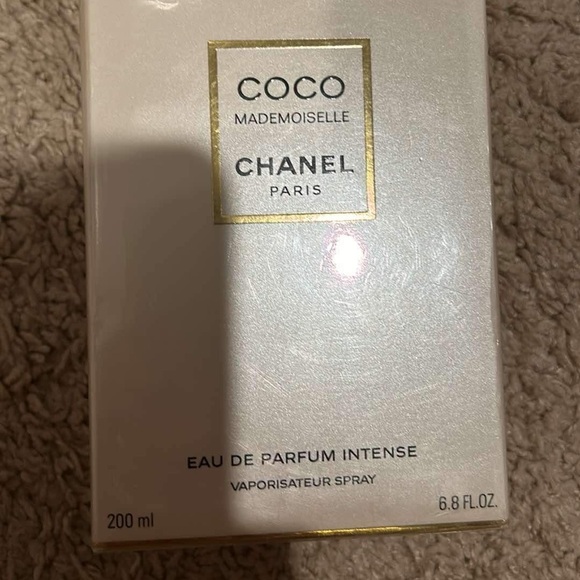 COCO
MADEMOISELLE
CHANEL
PARIS
EAU DE PARFUM INTENSE
VAPORISATEUR SPRAY
200 ml 6.8 FL.OZ.